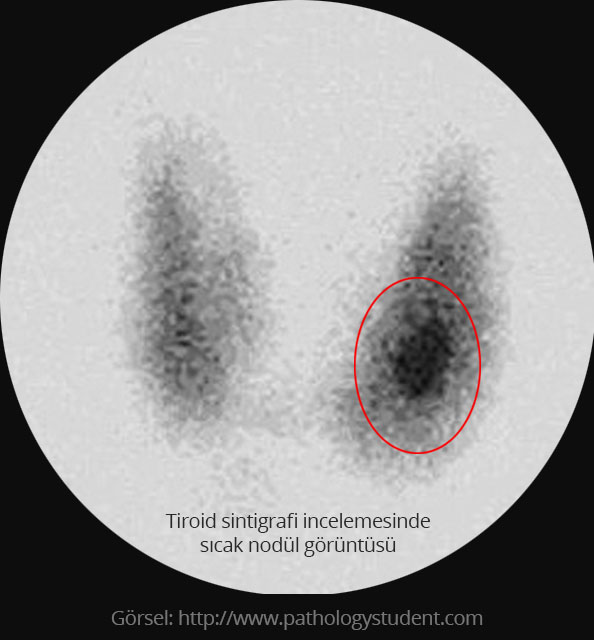 Tiroid sintigrafi incelemesinde
sıcak nodül görüntüsü
Görsel: http://www.pathologystudent.com